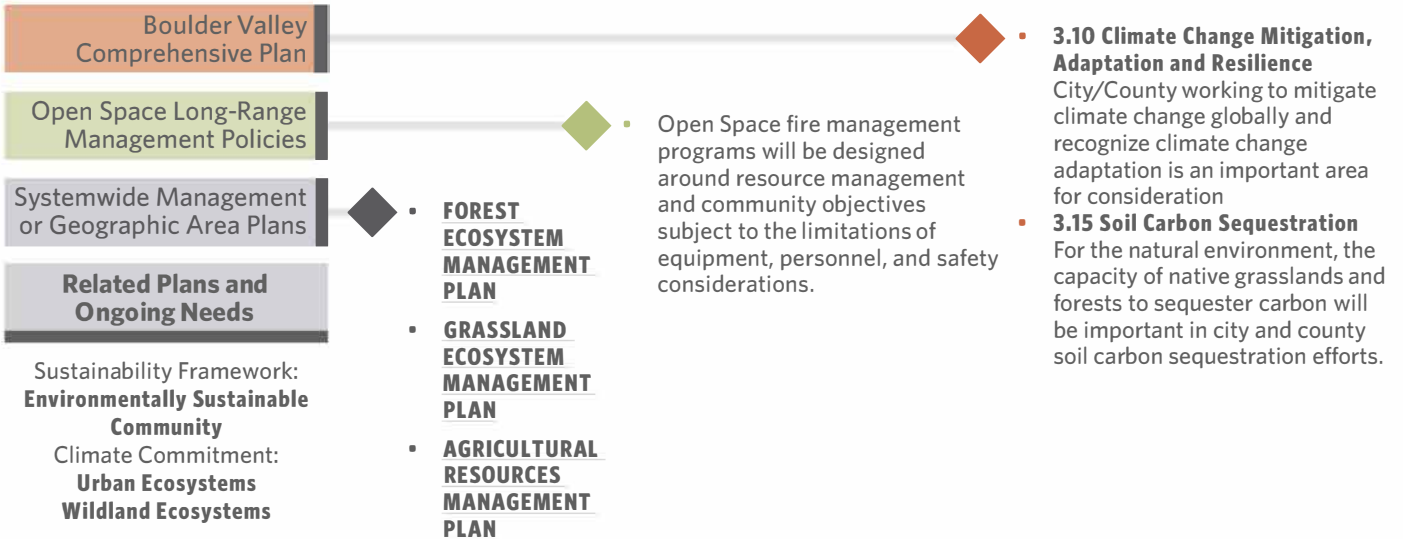 Boulder Valley
Comprehensive Plan
Open Space Long-Range
Management Policies
Systemwide Management
or Geographic Area Plans
Related Plans and
Ongoing Needs
Sustainability Framework:
Environmentally Sustainable
Community
Climate Commitment:
Urban Ecosystems
Wildland Ecosystems
• FOREST
ECOSYSTEM
MANAGEMENT
PLAN
• GRASSLAND
ECOSYSTEM
MANAGEMENT
PLAN
• AGRICULTURAL
RESOURCES
MANAGEMENT
PLAN
• Open Space fire management
programs will be designed
around resource management
and community objectives
subject to the limitations of
equipment, personnel, and safety
considerations.
• 3.10 Climate Change Mitigation,
Adaptation and Resilience
City/County working to mitigate
climate change globally and
recognize climate change
adaptation is an important area
for consideration
• 3.15 Soil Carbon Sequestration
For the natural environment, the
capacity of native grasslands and
forests to sequester carbon will
be important in city and county
soil carbon sequestration efforts.